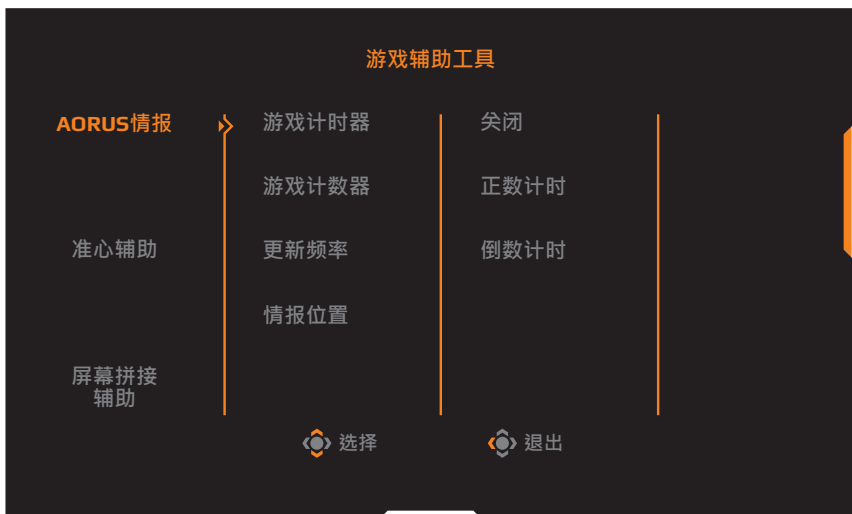 游戏辅助工具
AORUS情报
游戏计时器
关闭
游戏计数器
正数计时
准心辅助
更新频率
倒数计时
情报位置
屏幕拼接
辅助
选择
退出